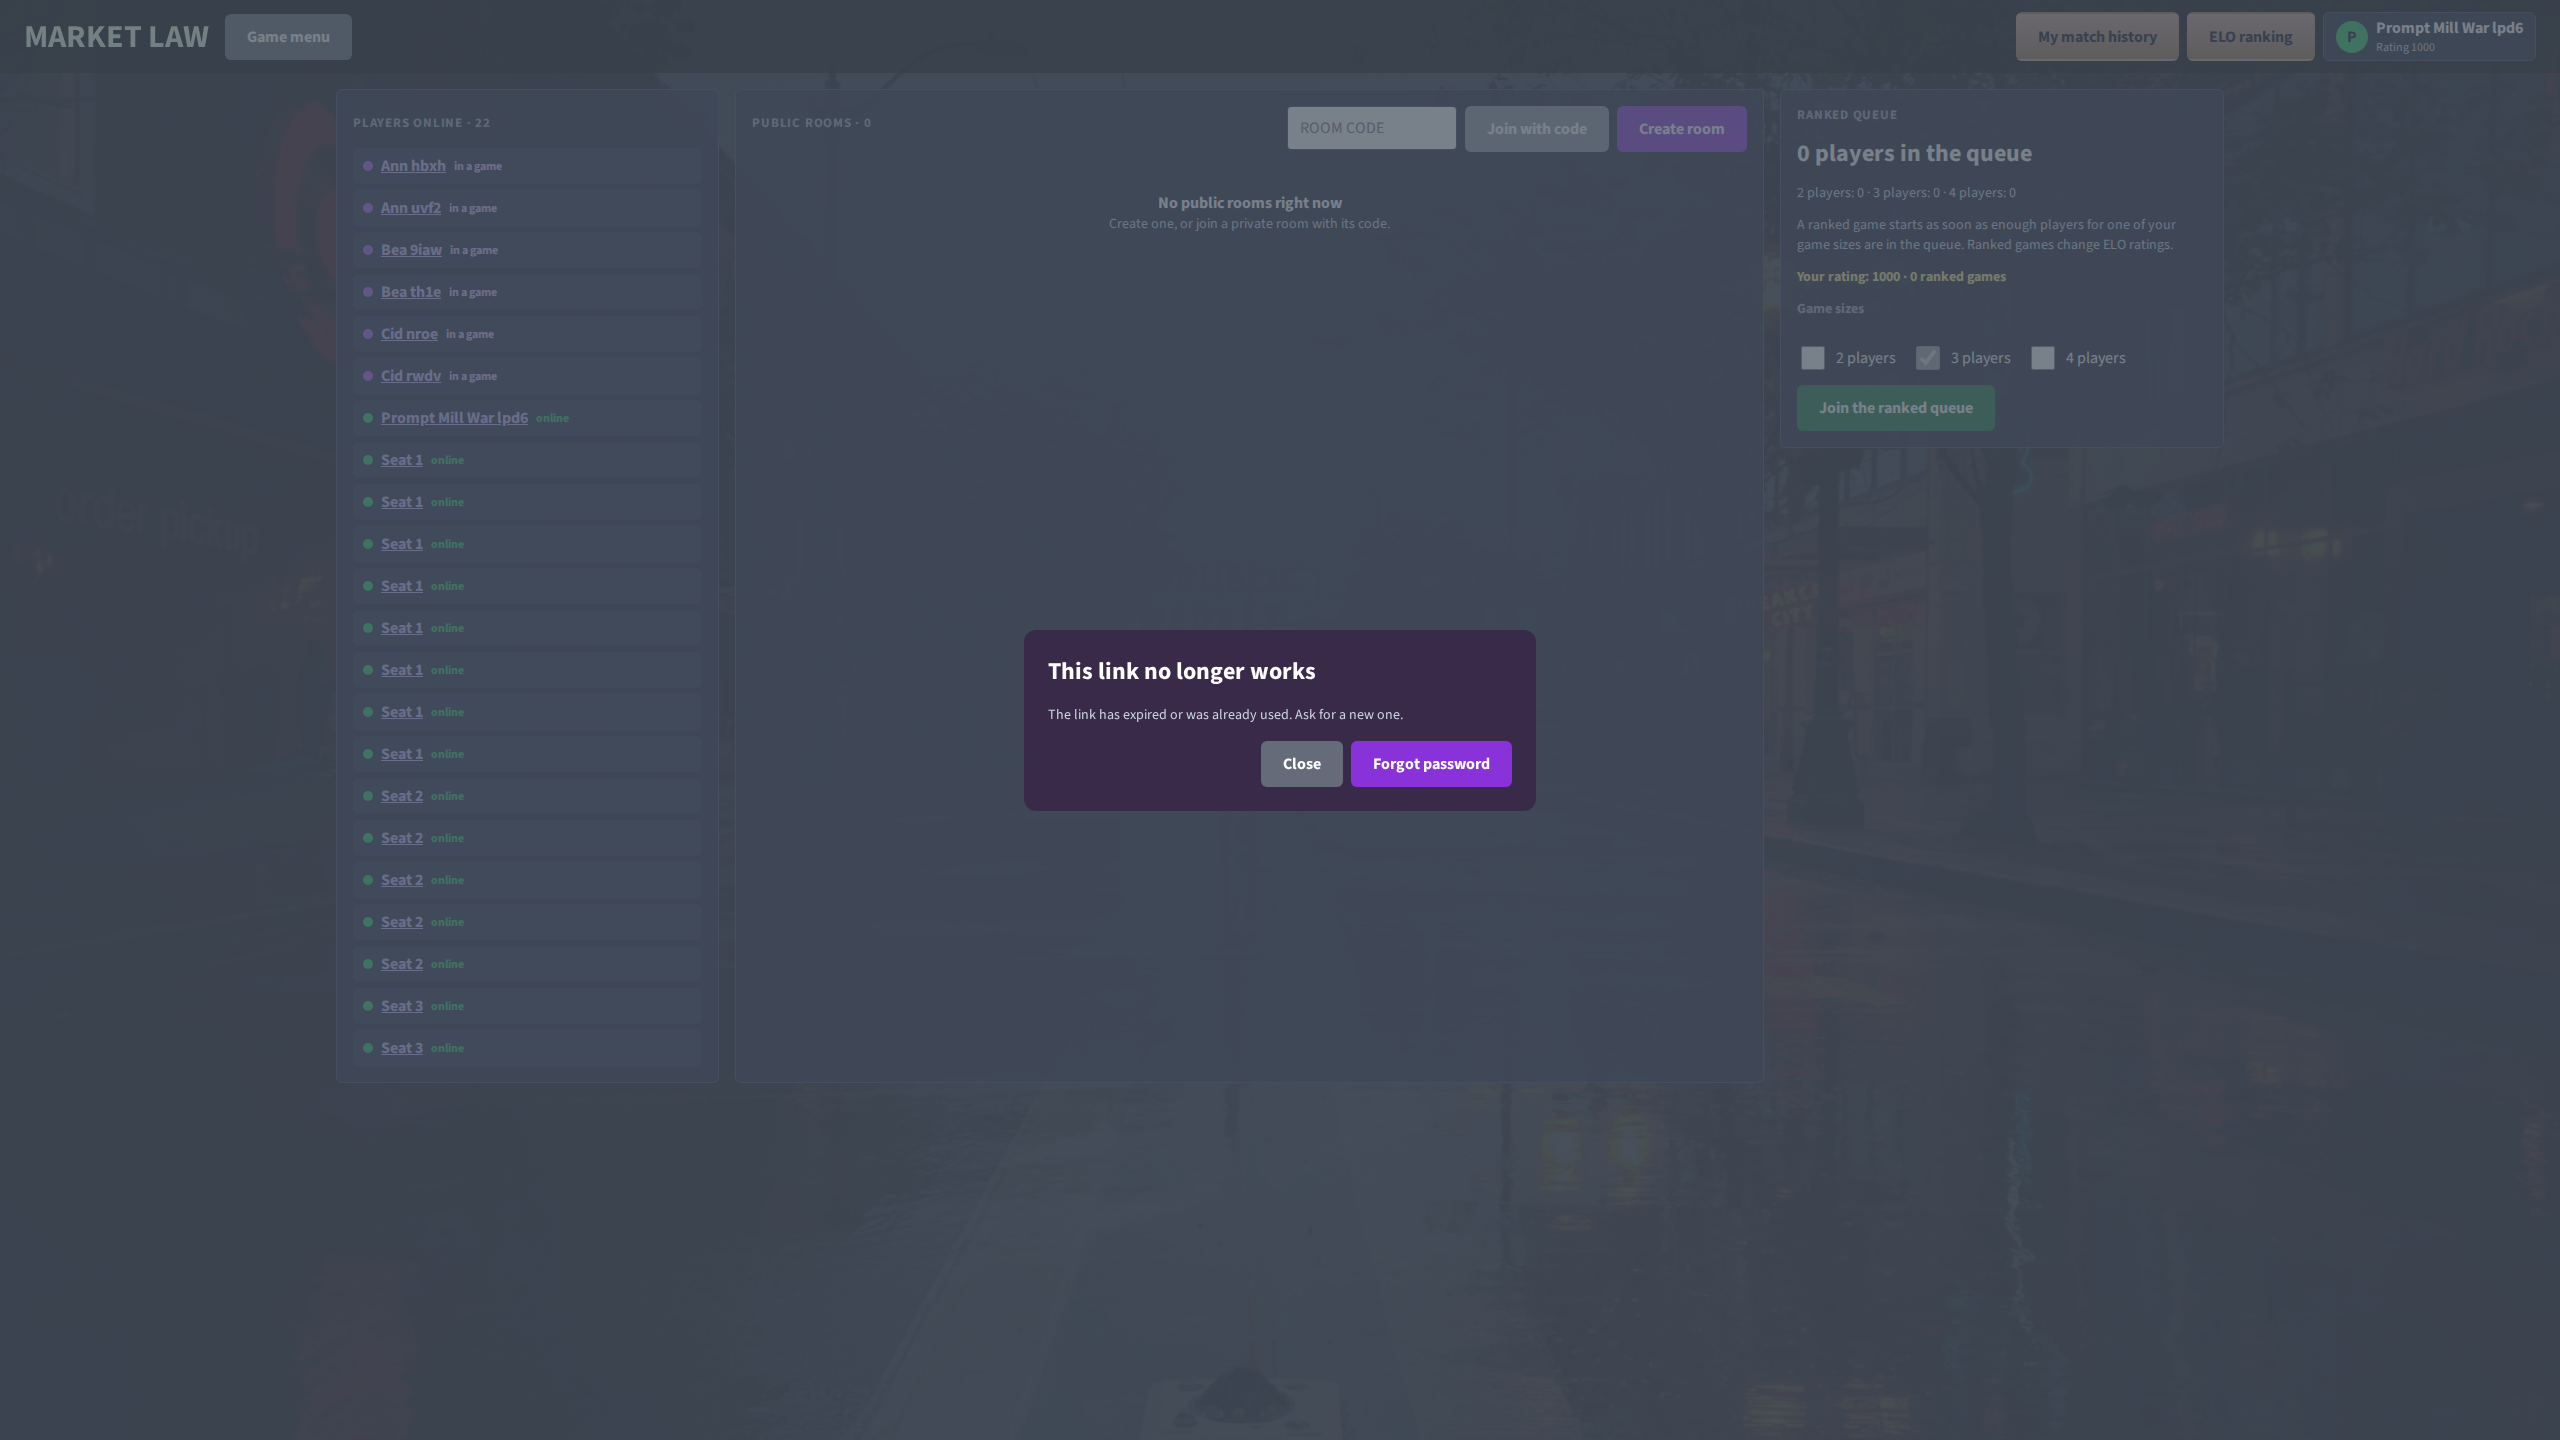 MARKET LAW
Game menu
My match history
ELO ranking
P
Prompt Mill War lpd6
Rating 1000
PLAYERS ONLINE · 22
Ann hbxh in a game
Ann uvf2 in a game
Bea 9iaw in a game
Bea th1e in a game
Cid nroe in a game
Cid rwdv in a game
Prompt Mill War lpd6 online
Seat 1 online
Seat 1 online
Seat 1 online
Seat 1 online
Seat 1 online
Seat 1 online
Seat 1 online
Seat 1 online
Seat 2 online
Seat 2 online
Seat 2 online
Seat 2 online
Seat 2 online
Seat 3 online
Seat 3 online
PUBLIC ROOMS · 0
ROOM CODE
Join with code
Create room
No public rooms right now
Create one, or join a private room with its code.
RANKED QUEUE
0 players in the queue
2 players: 0 · 3 players: 0 · 4 players: 0
A ranked game starts as soon as enough players for one of your
game sizes are in the queue. Ranked games change ELO ratings.
Your rating: 1000 · 0 ranked games
Game sizes
2 players
3 players
4 players
Join the ranked queue
order pickup
This link no longer works
The link has expired or was already used. Ask for a new one.
Close
Forgot password